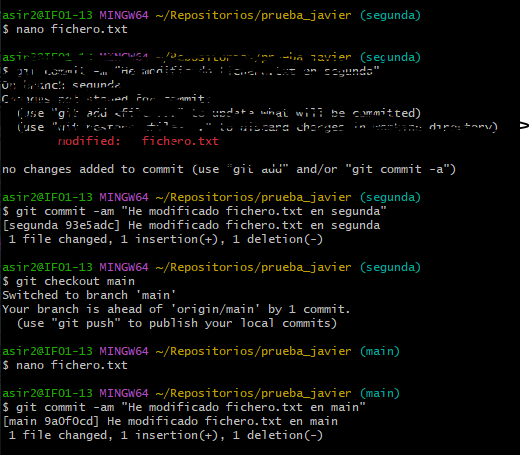 asir2@IF01-13 MINGW64 ~/Repositorios/prueba_javier (segunda)
$ nano fichero.txt
asir2@IF01-13 MINGW64 ~/Repositorios/prueba_javier (segunda)
$ git commit -m "He modificado fichero.txt en segunda"
On branch segunda
Changes not staged for commit:
(use "git add <file>..." to update what will be committed)
(use "git restore <file>..." to discard changes in working directory)
modified: fichero.txt
no changes added to commit (use "git add" and/or "git commit -a")
asir2@IF01-13 MINGW64 ~/Repositorios/prueba_javier (segunda)
$ git commit -am "He modificado fichero.txt en segunda"
[segunda 93e5adc] He modificado fichero.txt en segunda
1 file changed, 1 insertion(+), 1 deletion(-)
asir2@IF01-13 MINGW64 ~/Repositorios/prueba_javier (segunda)
$ git checkout main
Switched to branch 'main'
Your branch is ahead of 'origin/main' by 1 commit.
(use "git push" to publish your local commits)
asir2@IF01-13 MINGW64 ~/Repositorios/prueba_javier (main)
$ nano fichero.txt
asir2@IF01-13 MINGW64 ~/Repositorios/prueba_javier (main)
$ git commit -am "He modificado fichero.txt en main"
[main 9a0f0cd] He modificado fichero.txt en main
1 file changed, 1 insertion(+), 1 deletion(-)